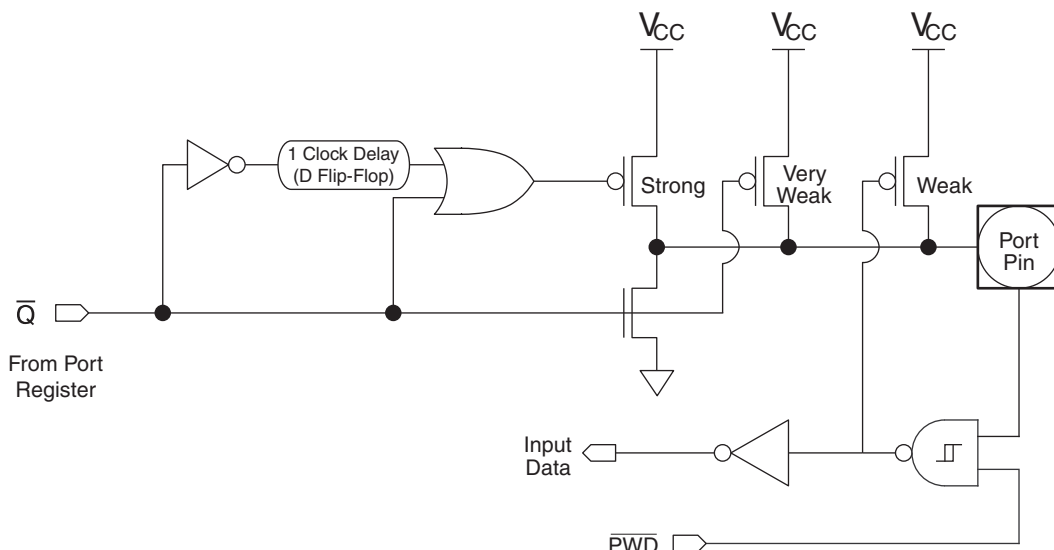 VCC
VCC
VCC
1 Clock Delay
(D Flip-Flop)
Strong
Very
Weak
Weak
Port
Pin
Q̅
From Port
Register
Input
Data
P̅W̅D̅